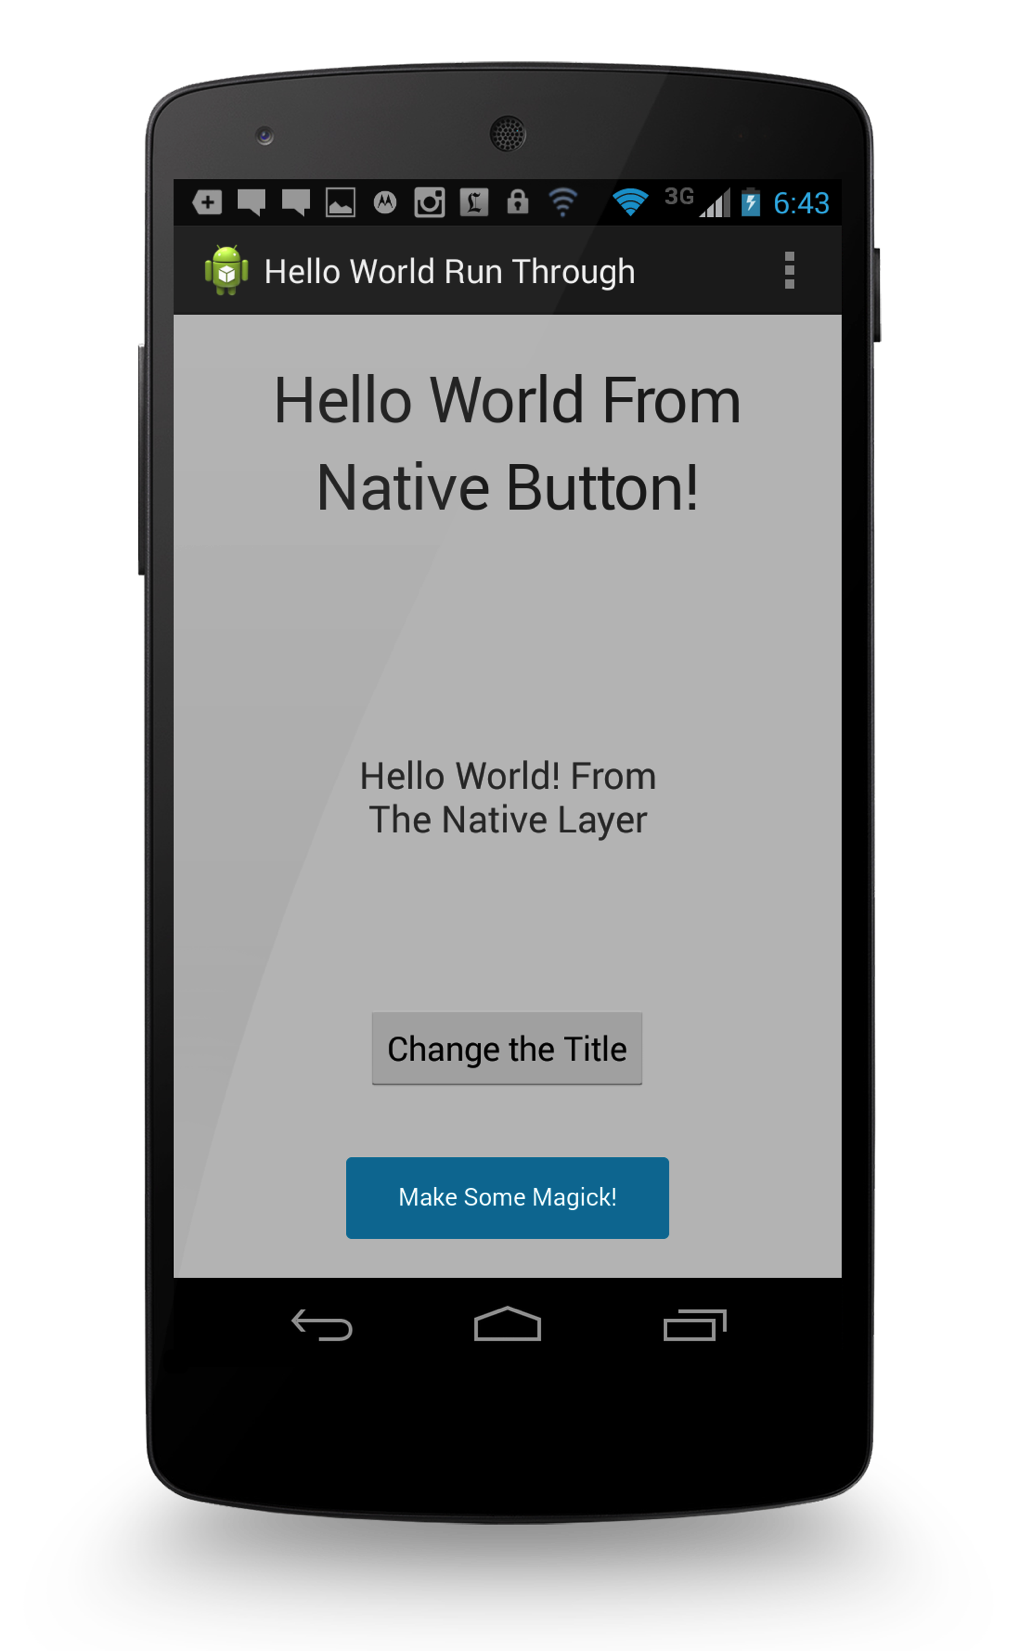 3G 6:43
Hello World Run Through
Hello World From
Native Button!
Hello World! From
The Native Layer
Change the Title
Make Some Magick!